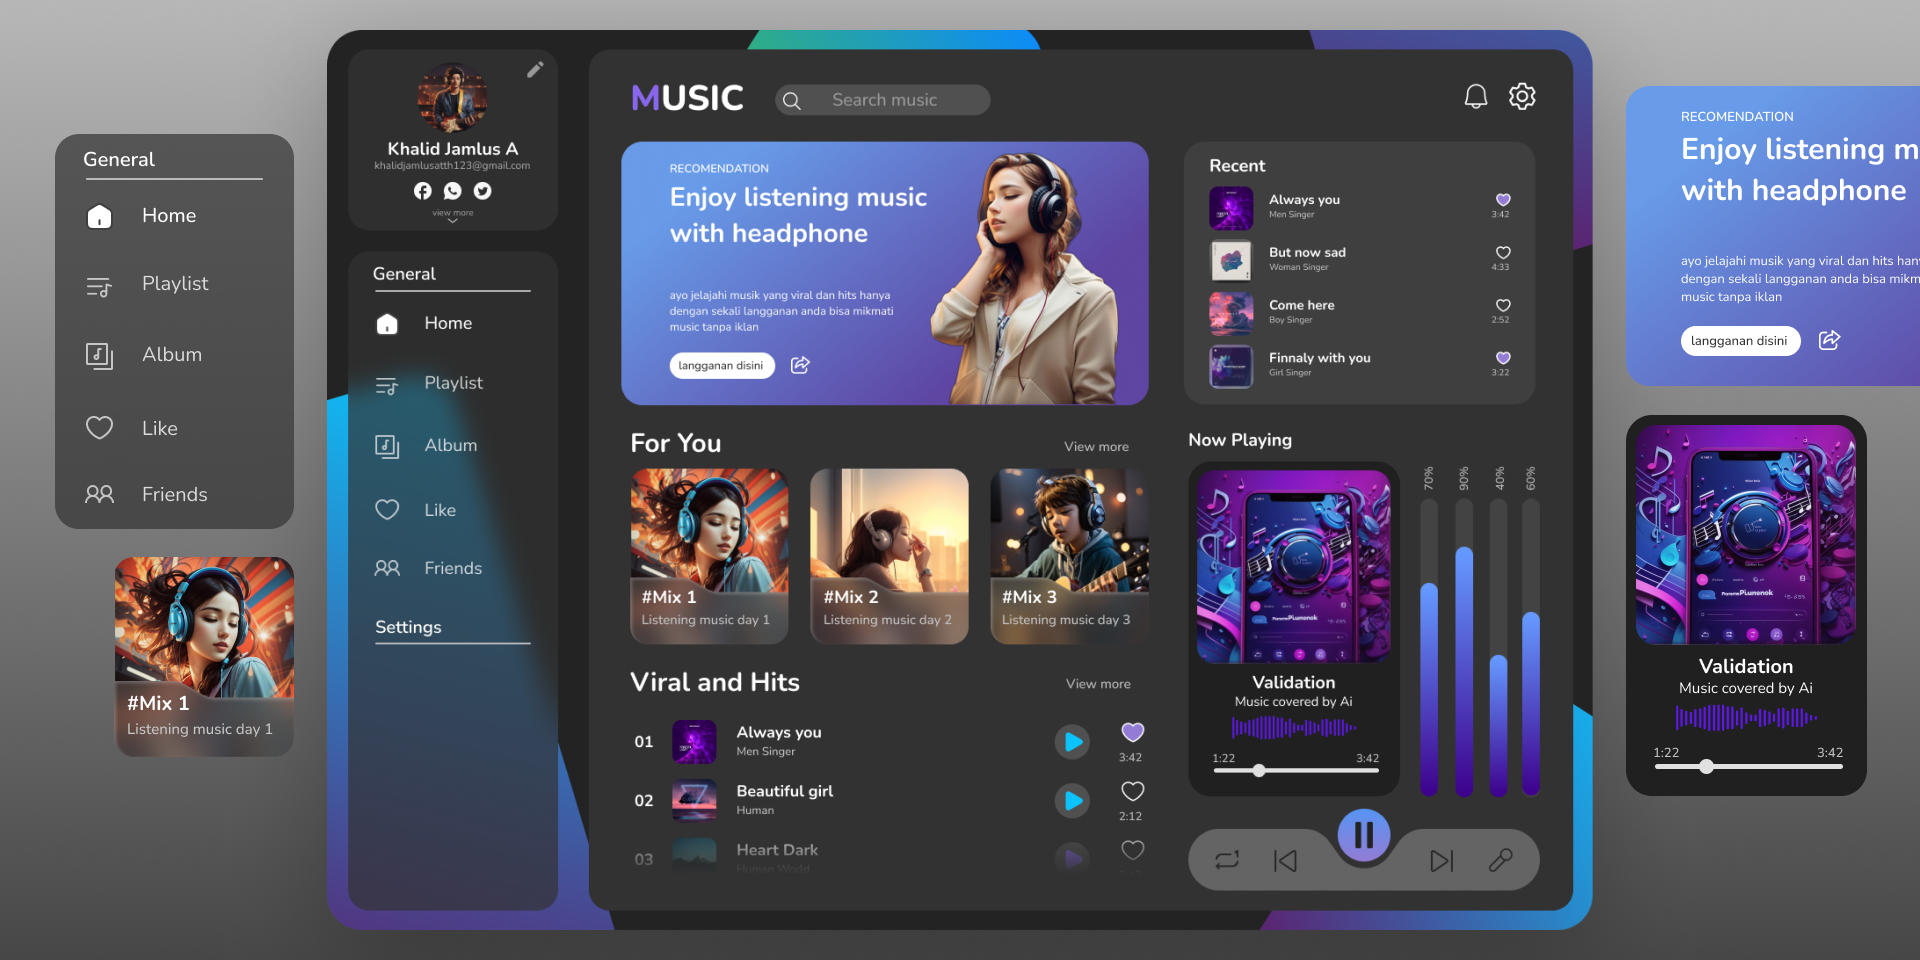 General
Home
Playlist
Album
Like
Friends
#Mix 1
Listening music day 1
Khalid Jamlus A
khalidjamlusatth123@gmail.com
view more
General
Home
Playlist
Album
Like
Friends
Settings
MUSIC
Search music
RECOMENDATION
Enjoy listening music
with headphone
ayo jelajahi musik yang viral dan hits hanya
dengan sekali langganan anda bisa mikmati
music tanpa iklan
langganan disini
For You
View more
#Mix 1
Listening music day 1
#Mix 2
Listening music day 2
#Mix 3
Listening music day 3
Viral and Hits
View more
01
Always you
Men Singer
3:42
02
Beautiful girl
Human
2:12
03
Heart Dark
Human World
Recent
Always you
Men Singer
3:42
But now sad
Woman Singer
4:33
Come here
Boy Singer
2:52
Finnaly with you
Girl Singer
3:22
Now Playing
70%
90%
40%
60%
Validation
Music covered by Ai
1:22
3:42
RECOMENDATION
Enjoy listening m
with headphone
ayo jelajahi musik yang viral dan hits han
dengan sekali langganan anda bisa mikm
music tanpa iklan
langganan disini
Validation
Music covered by Ai
1:22
3:42